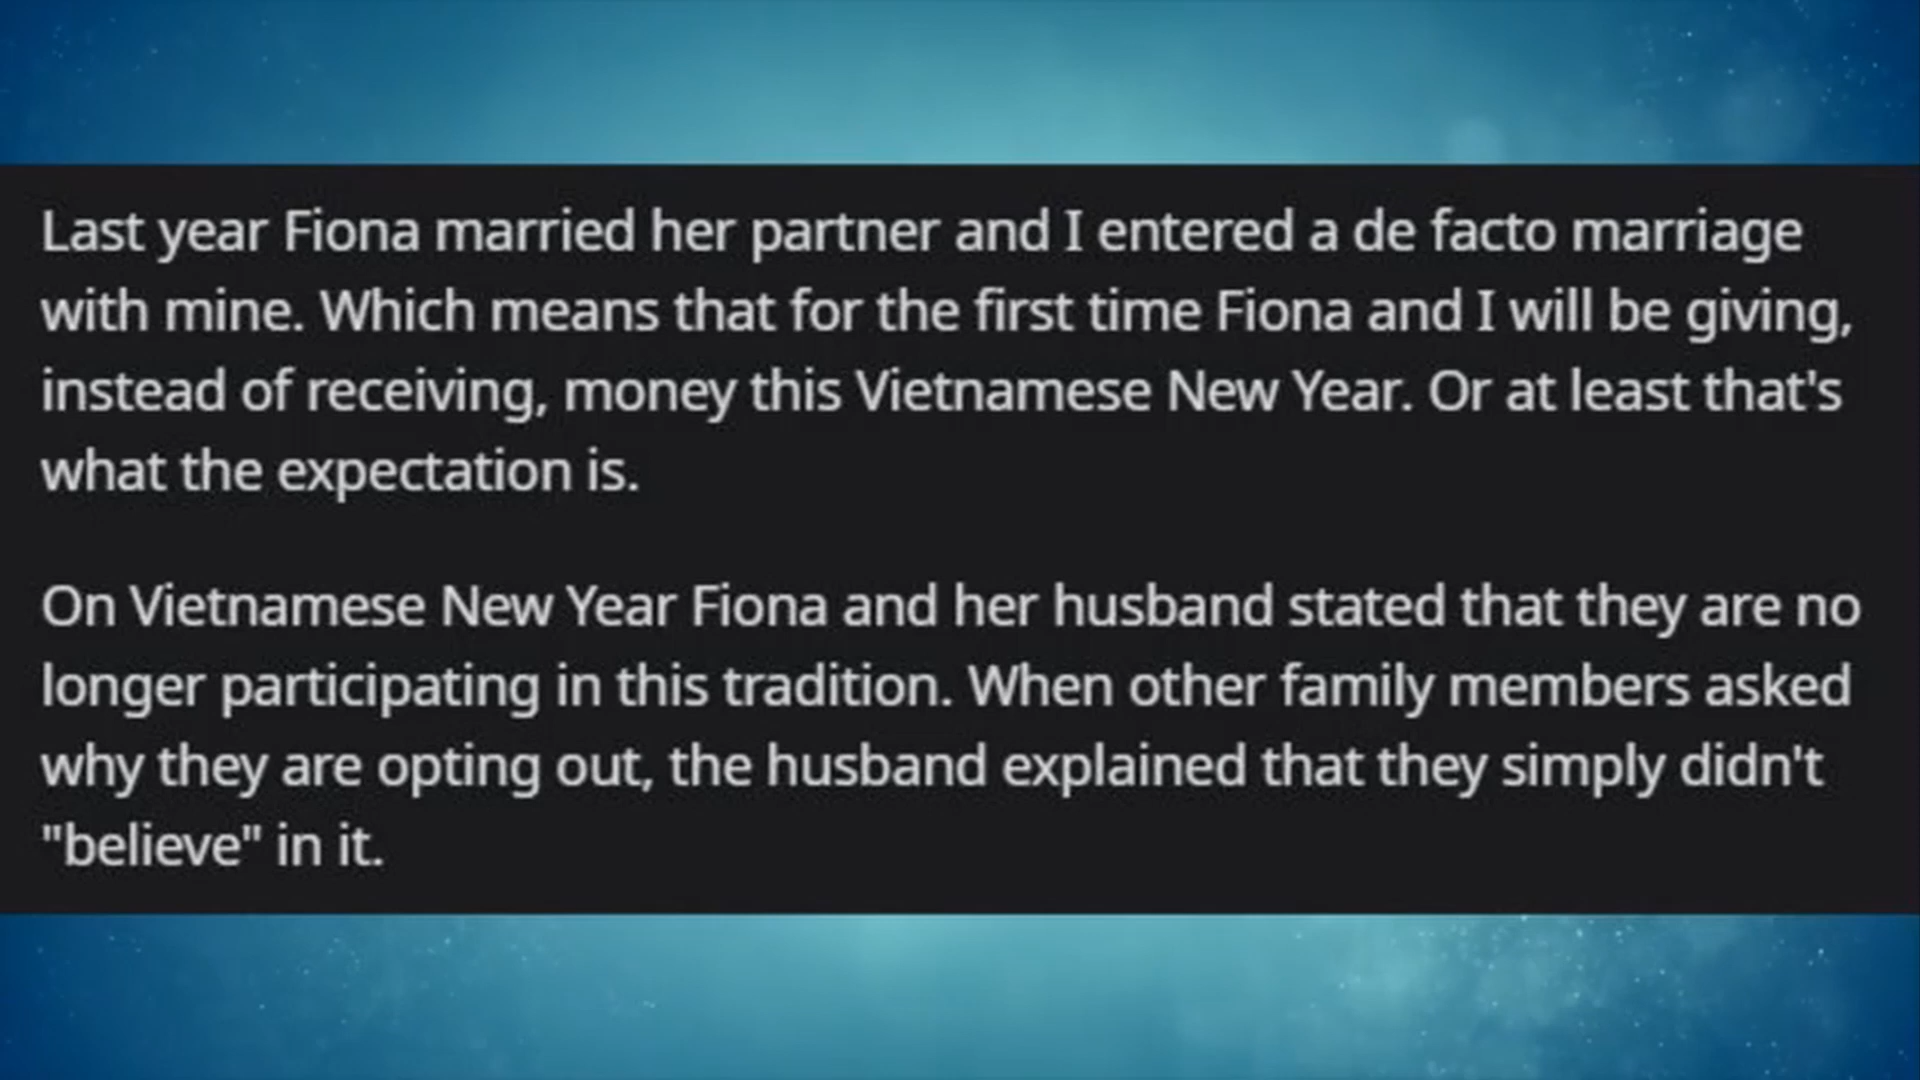 Last year Fiona married her partner and I entered a de facto marriage
with mine. Which means that for the first time Fiona and I will be giving,
instead of receiving, money this Vietnamese New Year. Or at least that's
what the expectation is.
On Vietnamese New Year Fiona and her husband stated that they are no
longer participating in this tradition. When other family members asked
why they are opting out, the husband explained that they simply didn't
"believe" in it.